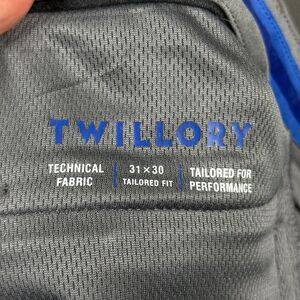 TWILLORY
TECHNICAL
FABRIC
31 × 30
TAILORED FIT
TAILORED FOR
PERFORMANCE